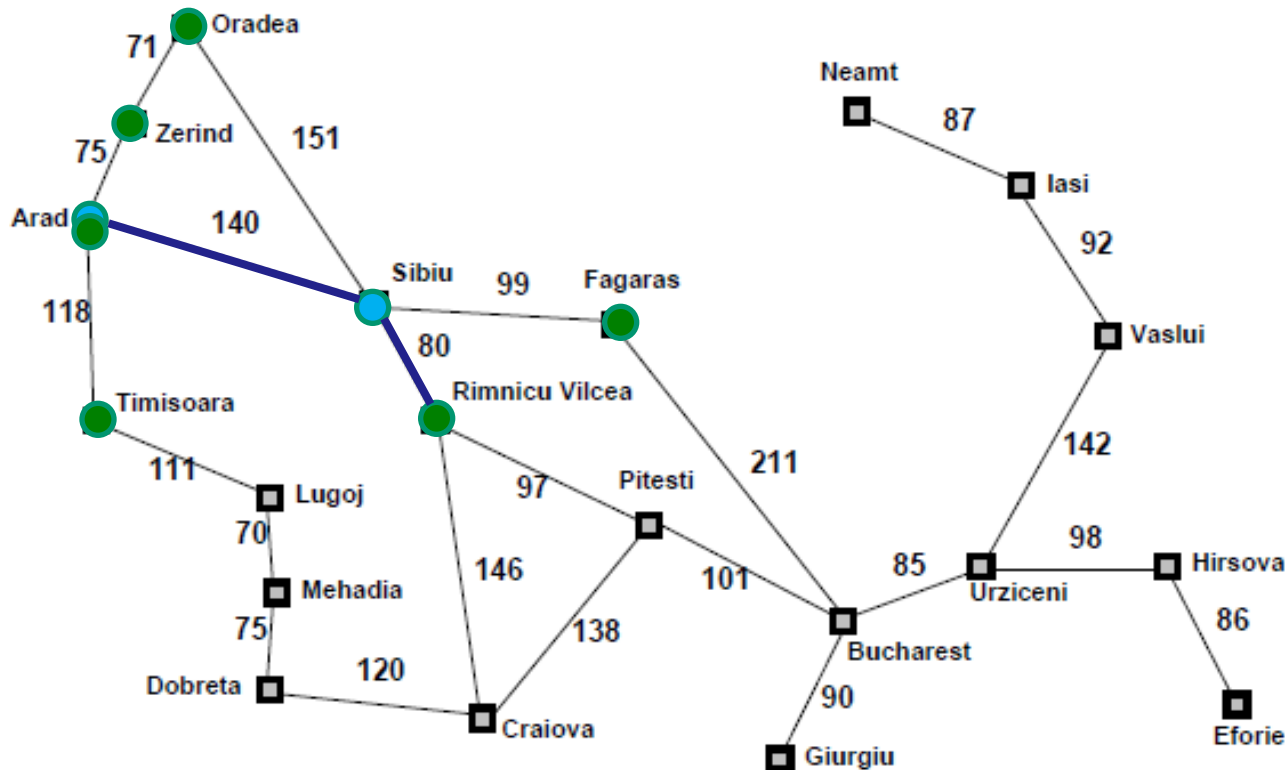 Oradea
71
Neamt
87
Zerind
75
151
Iasi
Arad
140
92
Sibiu
99
Fagaras
118
80
Vaslui
Rimnicu Vilcea
Timisoara
142
111
211
97
Pitesti
Lugoj
70
98
Hirsova
146
101
85
Urziceni
Mehadia
75
138
86
Bucharest
120
Dobreta
90
Craiova
Eforie
Giurgiu